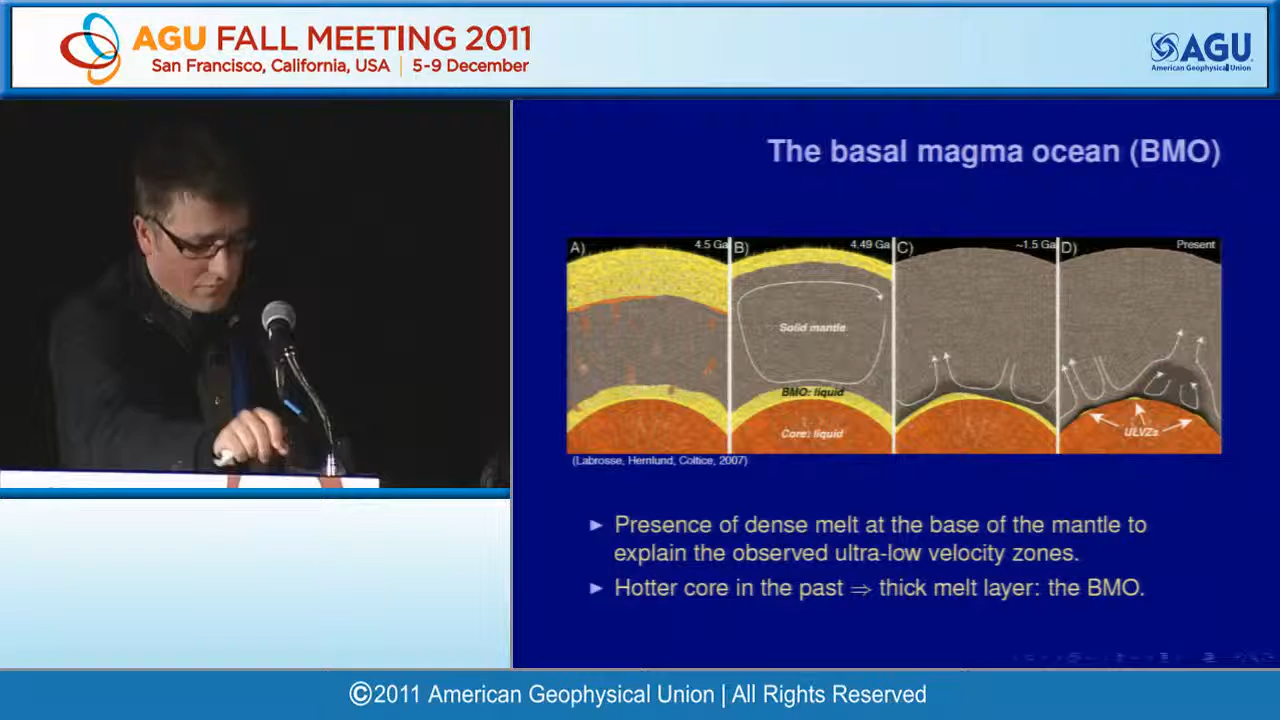 AGU FALL MEETING 2011
San Francisco, California, USA | 5-9 December
AGU
American Geophysical Union
The basal magma ocean (BMO)
A) 4.5 Ga B) 4.49 Ga C) ~1.5 Ga D) Present
Solid mantle
BMO: liquid
Core: liquid
ULVZs
(Labrosse, Hernlund, Coltice, 2007)
► Presence of dense melt at the base of the mantle to
explain the observed ultra-low velocity zones.
► Hotter core in the past ⇒ thick melt layer: the BMO.
©2011 American Geophysical Union | All Rights Reserved